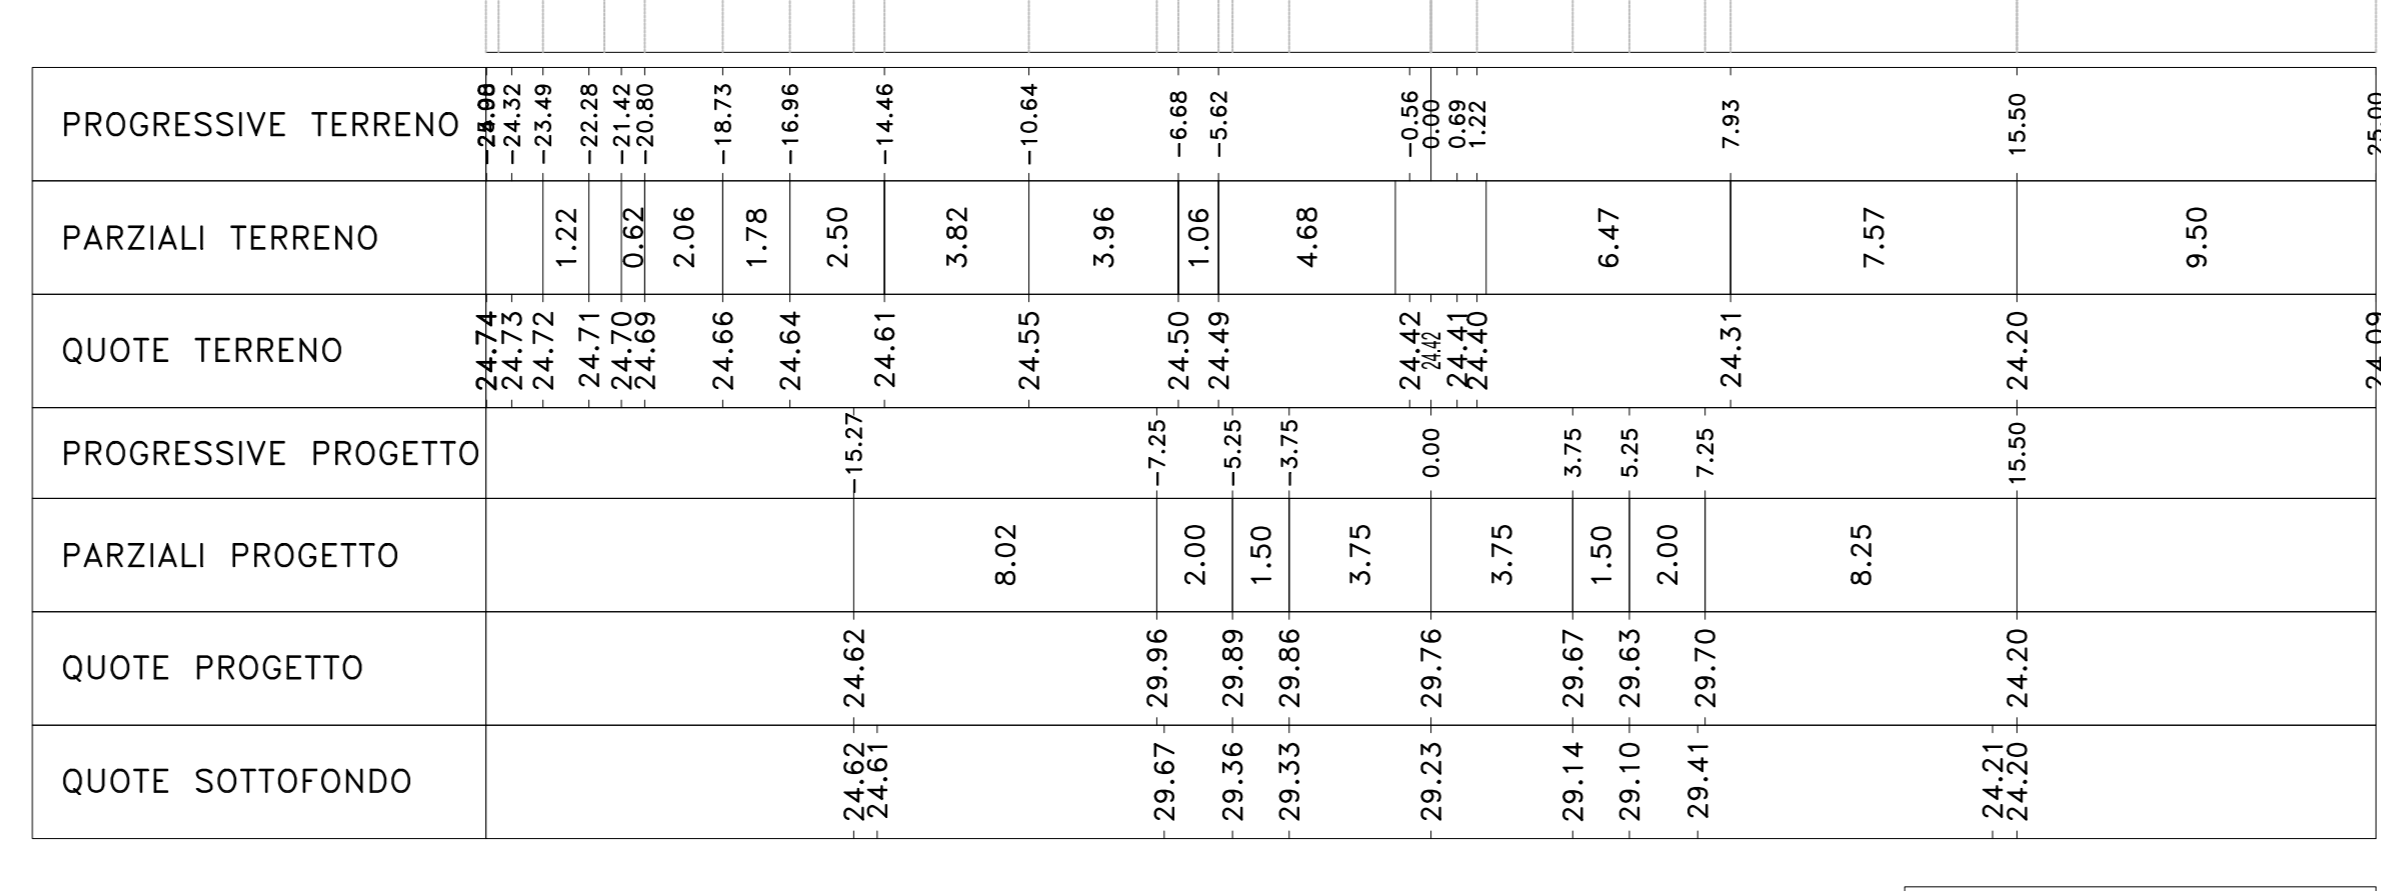 PROGRESSIVE TERRENO -24.32 -23.49 -22.28 -21.42 -20.80 -18.73 -16.96 -14.46 -10.64 -6.68 -5.62 -0.56 0.00 0.69 1.22 7.93 15.50 25.00
PARZIALI TERRENO 1.22 0.62 2.06 1.78 2.50 3.82 3.96 1.06 4.68 6.47 7.57 9.50
QUOTE TERRENO 24.74 24.73 24.72 24.71 24.70 24.69 24.66 24.64 24.61 24.55 24.50 24.49 24.42 24.42 24.41 24.40 24.31 24.20 24.09
PROGRESSIVE PROGETTO -15.27 -7.25 -5.25 -3.75 0.00 3.75 5.25 7.25 15.50
PARZIALI PROGETTO 8.02 2.00 1.50 3.75 3.75 1.50 2.00 8.25
QUOTE PROGETTO 24.62 29.96 29.89 29.86 29.76 29.67 29.63 29.70 24.20
QUOTE SOTTOFONDO 24.62 24.61 29.67 29.36 29.33 29.23 29.14 29.10 29.41 24.21 24.20